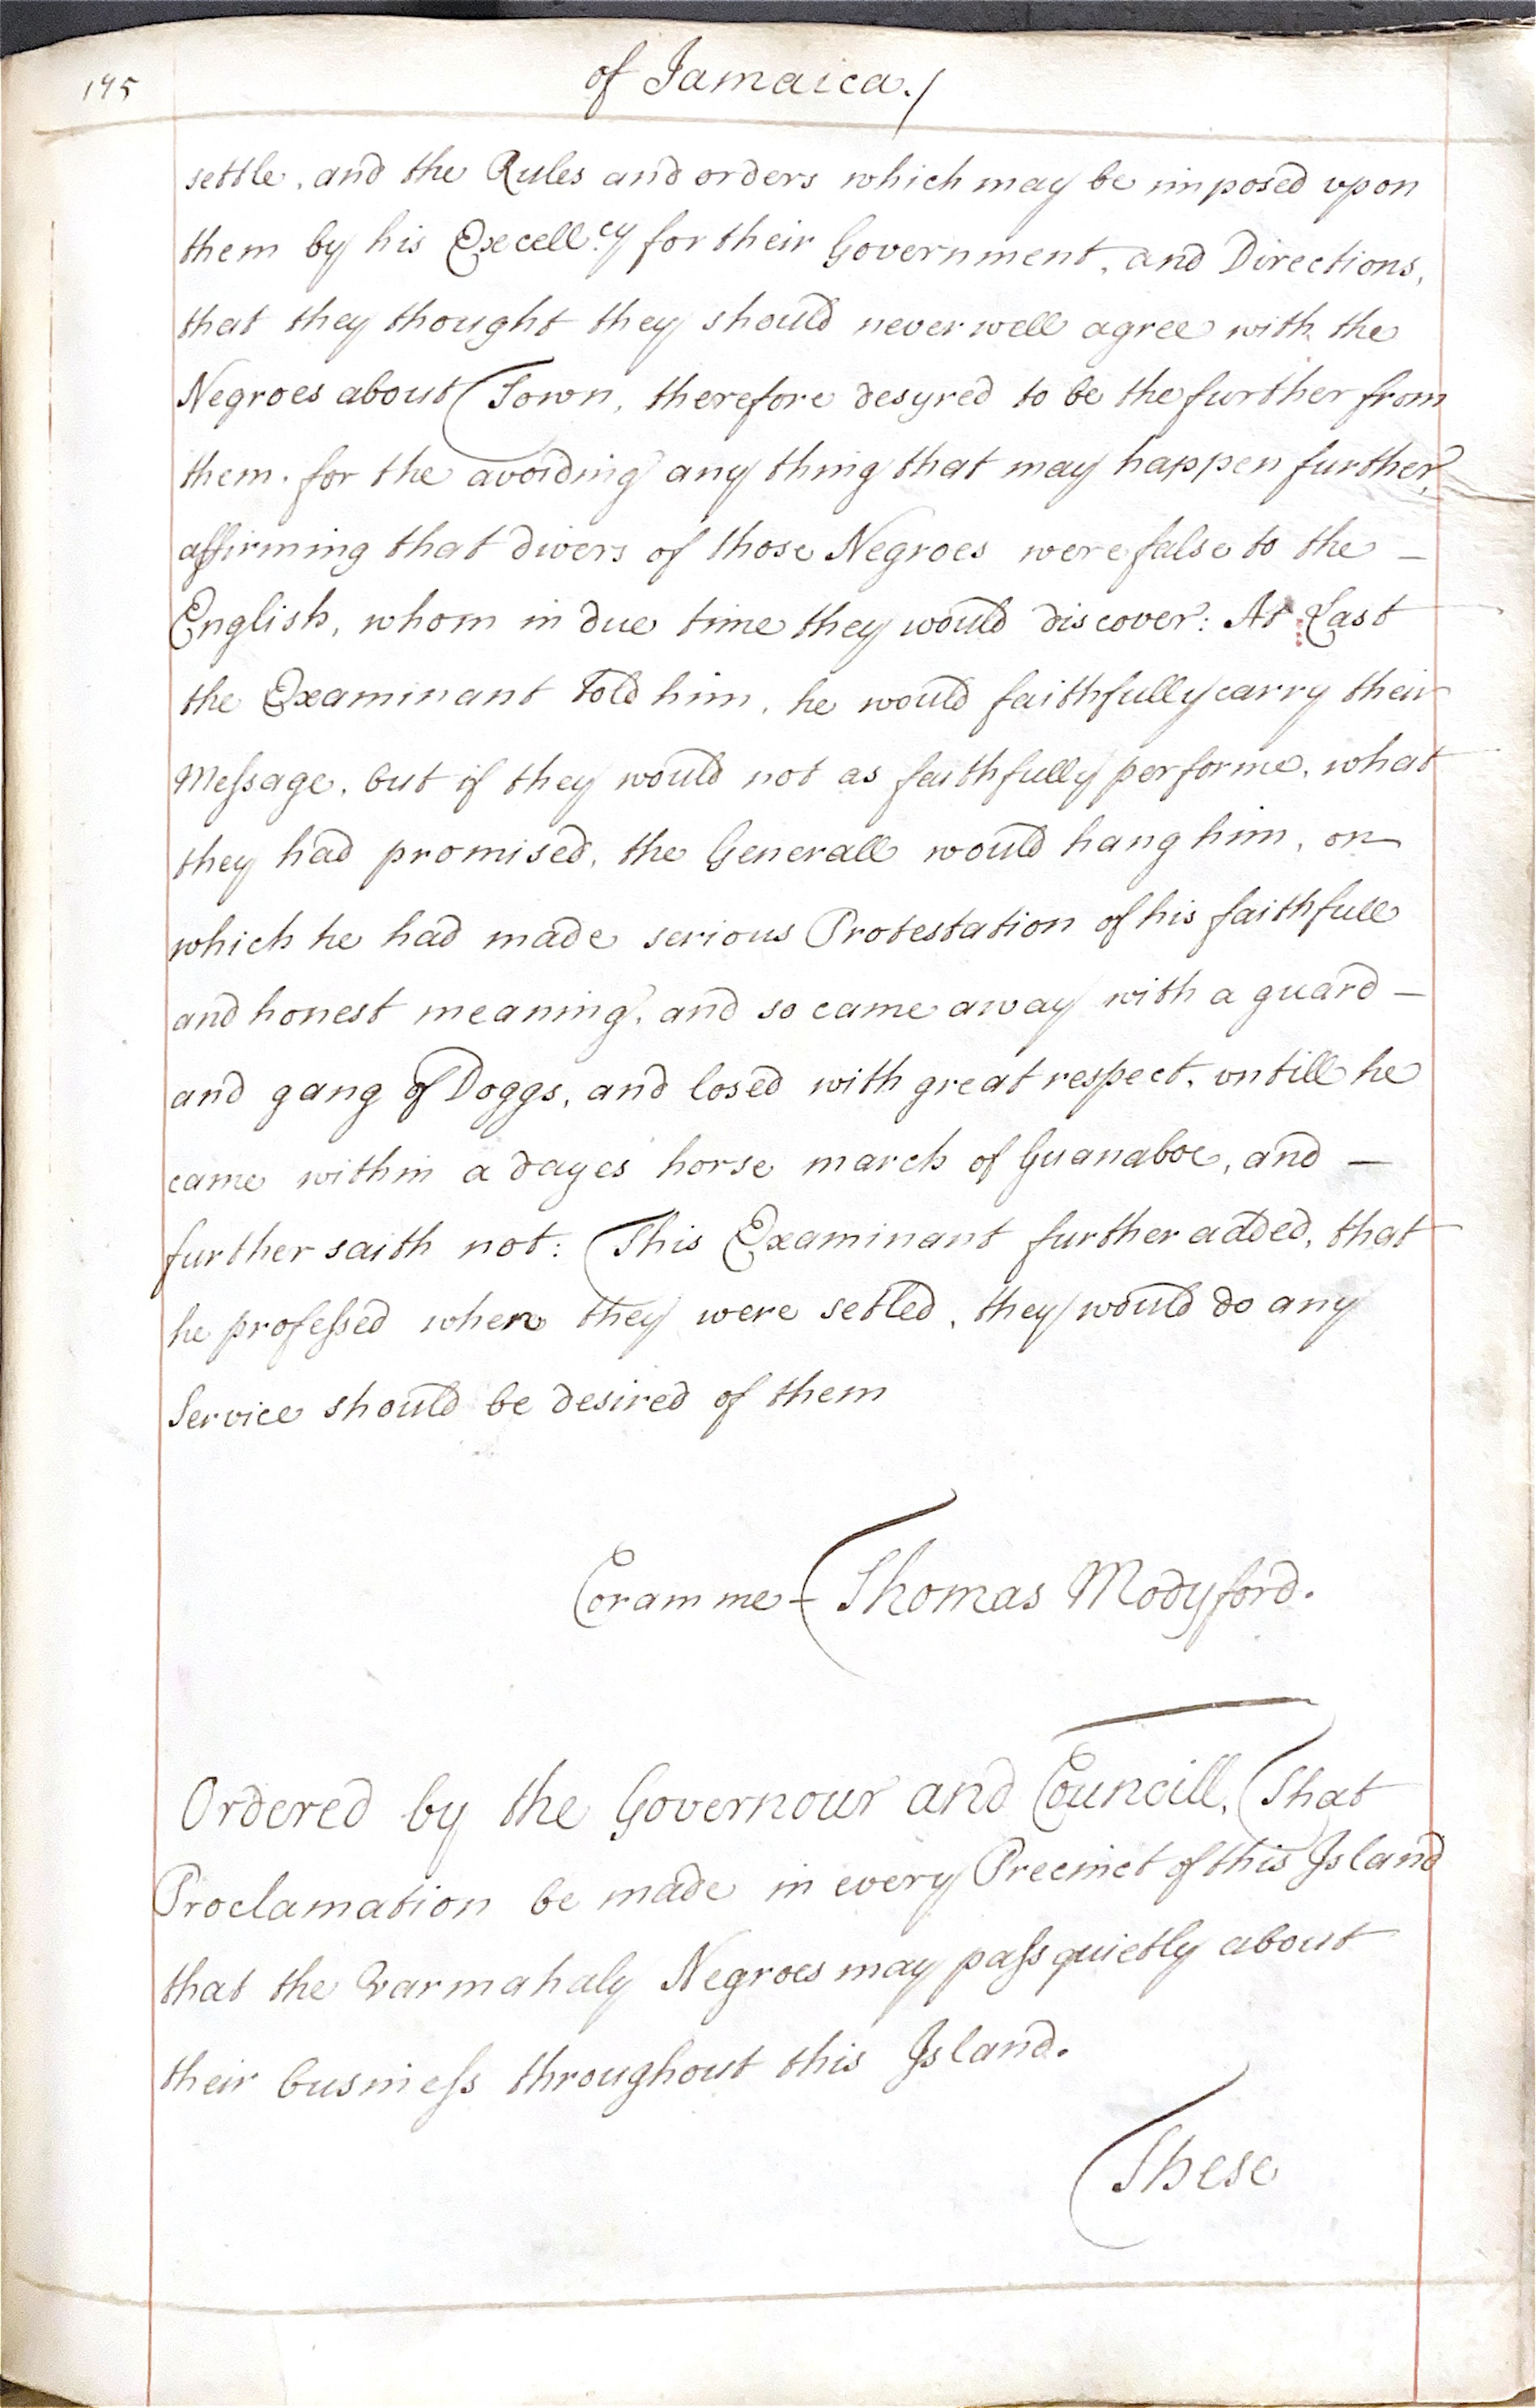 195
of Jamaica./
settle, and the Rules and orders which may be imposed upon
them by his Excell.cy for their Government, and Directions,
that they thought they should never well agree with the
Negroes about Town, therefore desyred to be the further from
them. for the avoiding any thing that may happen further,
affirming that divers of those Negroes were false to the –
English, whom in due time they would discover: At Last
the Examinant Told him, he would faithfully carry their
Message, but if they would not as faithfully performe, what
they had promised, the Generall would hang him, on
which he had made serious Protestation of his faithfull
and honest meaning, and so came away with a guard –
and gang of Doggs, and losed with great respect, untill he
came within a dayes horse march of Guanaboe, and –
further saith not: This Examinant further added, that
he professed when they were setled, they would do any
Service should be desired of them
Coram me – Thomas Modyford.
Ordered by the Governour and Councill, That
Proclamation be made in every Precinct of this Island
that the Varmahaly Negroes may pass quietly about
their business throughout this Island.
These